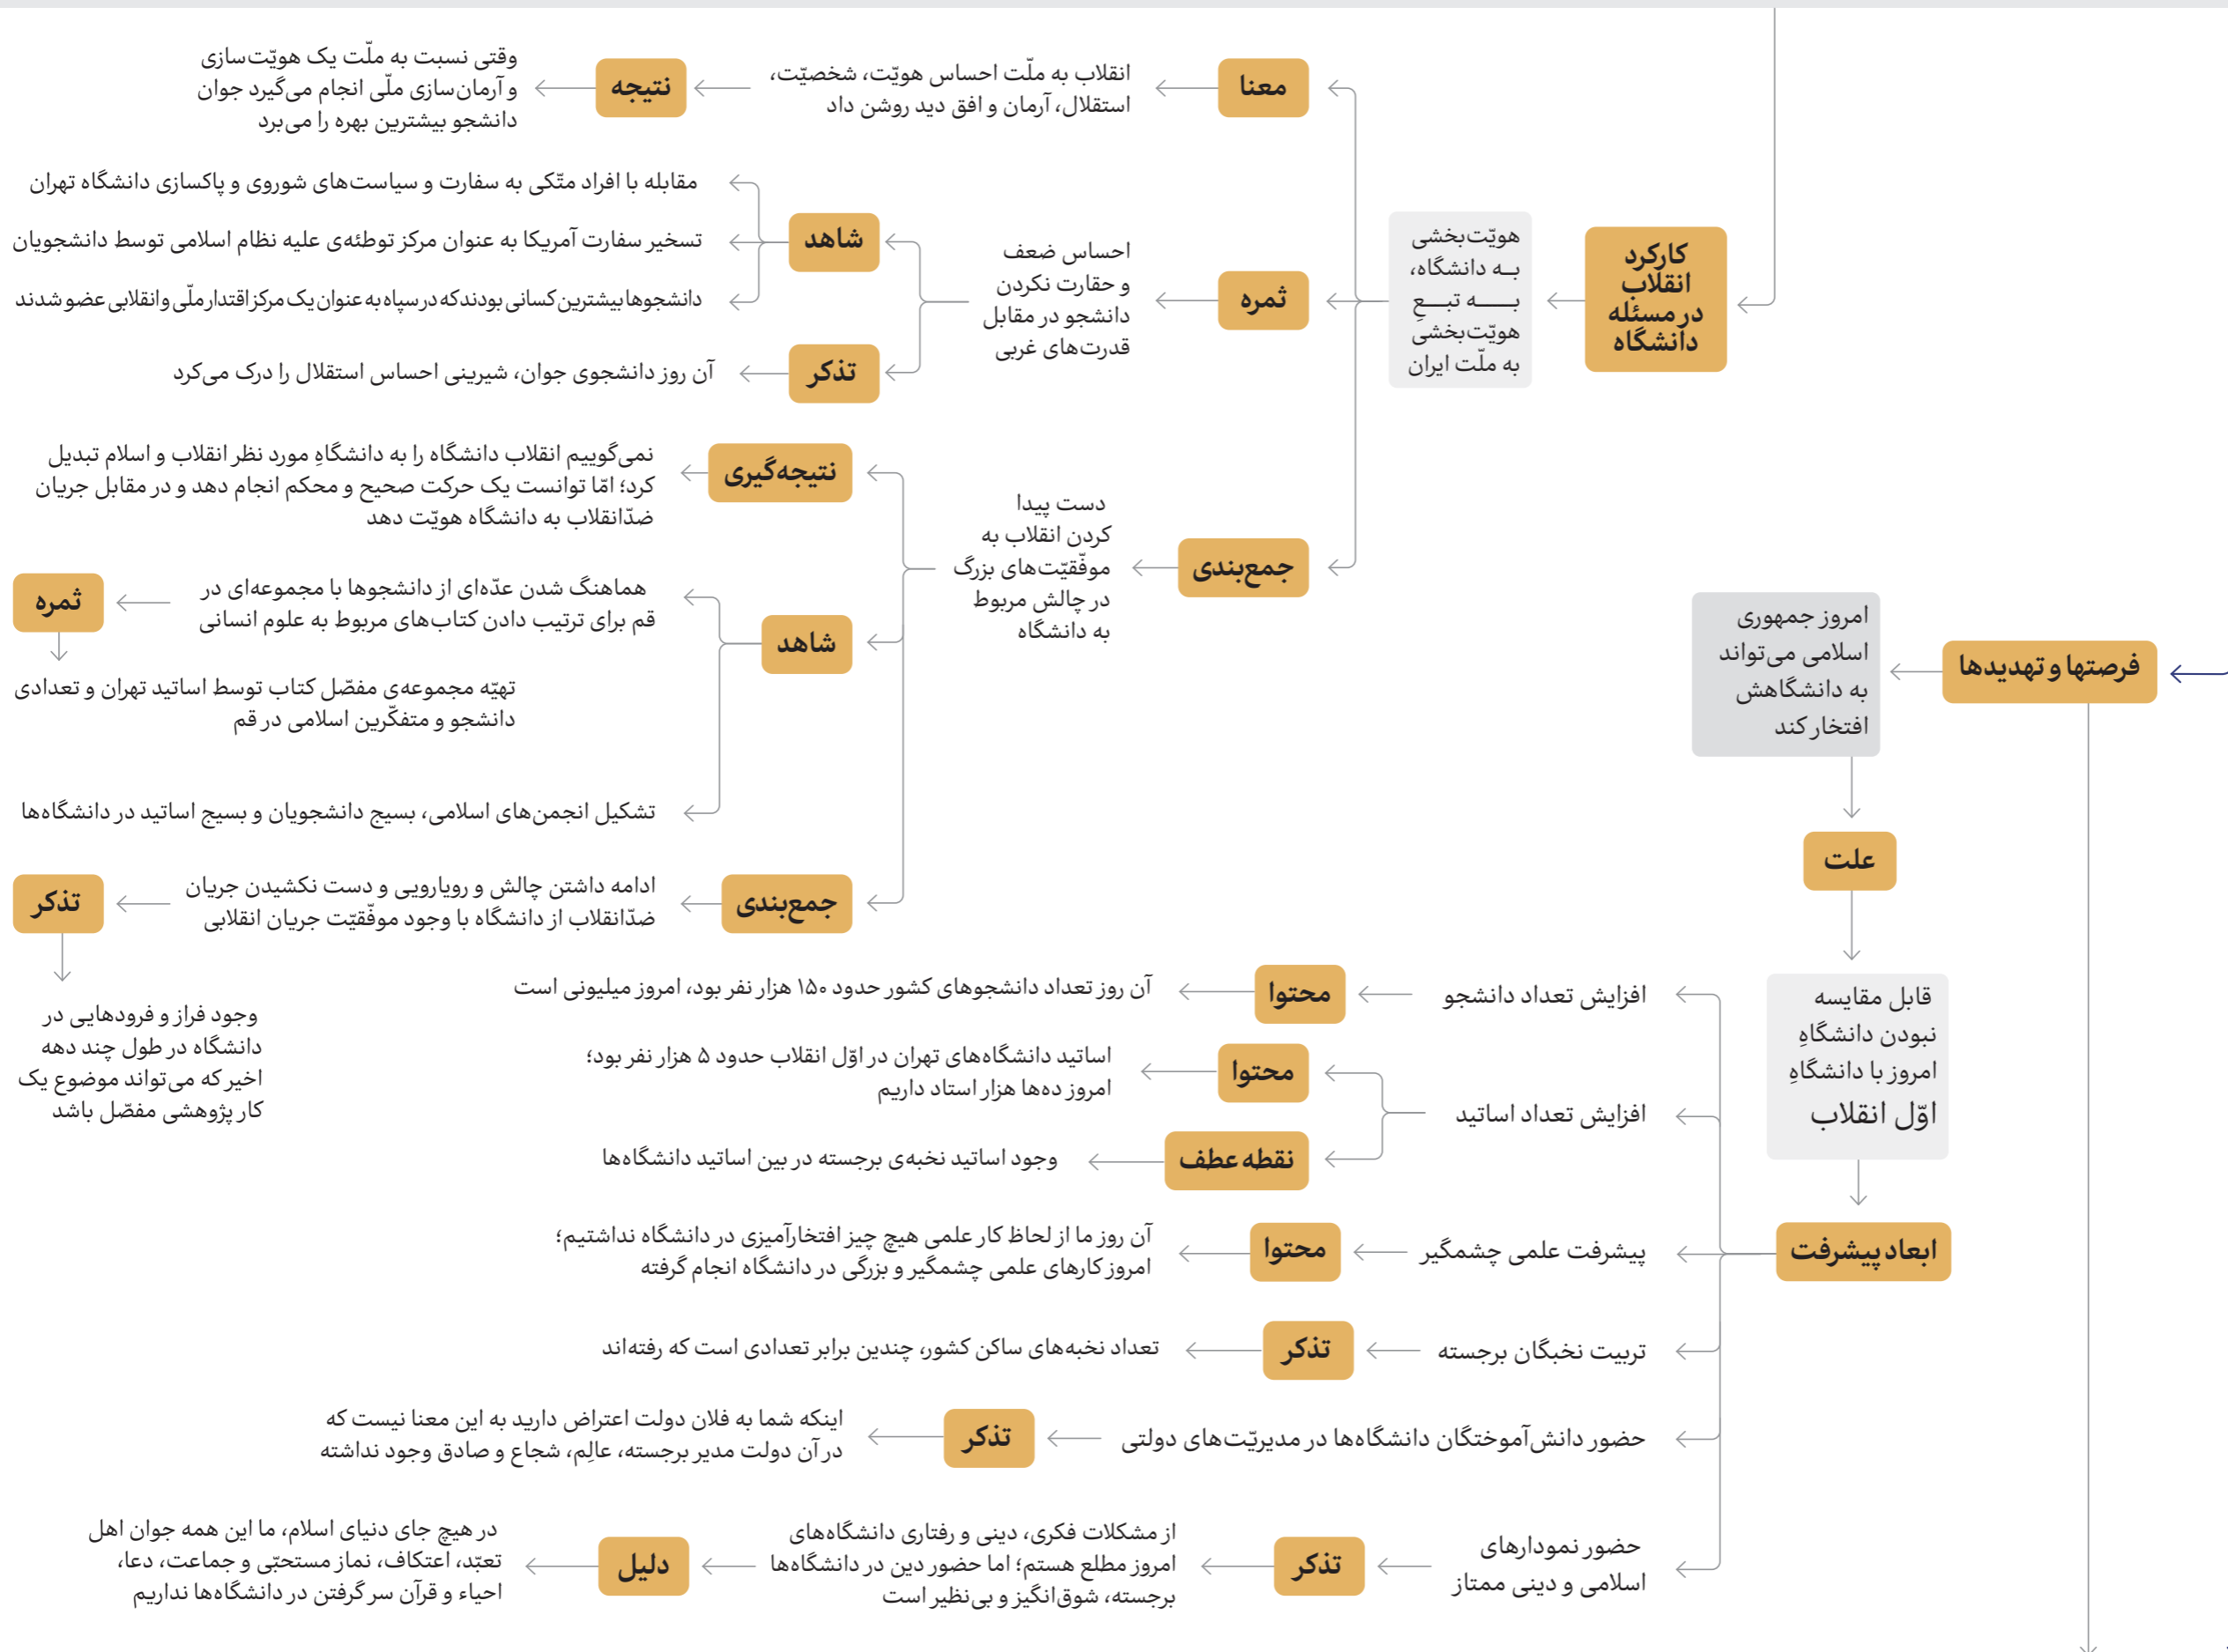 کارکرد
انقلاب
در مسئله
دانشگاه
هویّت‌بخشی
بـه دانشگاه،
بـــه تبـــعِ
هویّت‌بخشی
به ملّت ایران
معنا
انقلاب به ملّت احساس هویّت، شخصیّت،
استقلال، آرمان و افق دید روشن داد
نتیجه
وقتی نسبت به ملّت یک هویّت‌سازی
و آرمان‌سازی ملّی انجام می‌گیرد جوان
دانشجو بیشترین بهره را می‌برد
ثمره
احساس ضعف
و حقارت نکردن
دانشجو در مقابل
قدرت‌های غربی
شاهد
مقابله با افراد متّکی به سفارت و سیاست‌های شوروی و پاکسازی دانشگاه تهران
تسخیر سفارت آمریکا به عنوان مرکز توطئه‌ی علیه نظام اسلامی توسط دانشجویان
دانشجوها بیشترین کسانی بودند که در سپاه به عنوان یک مرکز اقتدار ملّی و انقلابی عضو شدند
تذکر
آن روز دانشجوی جوان، شیرینی احساس استقلال را درک می‌کرد
جمع‌بندی
دست پیدا
کردن انقلاب به
موفّقیّت‌های بزرگ
در چالش مربوط
به دانشگاه
نتیجه‌گیری
نمی‌گوییم انقلاب دانشگاه را به دانشگاهِ مورد نظر انقلاب و اسلام تبدیل
کرد؛ امّا توانست یک حرکت صحیح و محکم انجام دهد و در مقابل جریان
ضدّانقلاب به دانشگاه هویّت دهد
شاهد
هماهنگ شدن عدّه‌ای از دانشجوها با مجموعه‌ای در
قم برای ترتیب دادن کتاب‌های مربوط به علوم انسانی
ثمره
تهیّه مجموعه‌ی مفصّل کتاب توسط اساتید تهران و تعدادی
دانشجو و متفکّرین اسلامی در قم
تشکیل انجمن‌های اسلامی، بسیج دانشجویان و بسیج اساتید در دانشگاه‌ها
جمع‌بندی
ادامه داشتن چالش و رویارویی و دست نکشیدن جریان
ضدّانقلاب از دانشگاه با وجود موفّقیّت جریان انقلابی
تذکر
وجود فراز و فرودهایی در
دانشگاه در طول چند دهه
اخیر که می‌تواند موضوع یک
کار پژوهشی مفصّل باشد
فرصتها و تهدیدها
امروز جمهوری
اسلامی می‌تواند
به دانشگاهش
افتخار کند
علت
قابل مقایسه
نبودن دانشگاهِ
امروز با دانشگاهِ
اوّل انقلاب
ابعاد پیشرفت
افزایش تعداد دانشجو
محتوا
آن روز تعداد دانشجوهای کشور حدود ۱۵۰ هزار نفر بود، امروز میلیونی است
افزایش تعداد اساتید
محتوا
اساتید دانشگاه‌های تهران در اوّل انقلاب حدود ۵ هزار نفر بود؛
امروز ده‌ها هزار استاد داریم
نقطه عطف
وجود اساتید نخبه‌ی برجسته در بین اساتید دانشگاه‌ها
پیشرفت علمی چشمگیر
محتوا
آن روز ما از لحاظ کار علمی هیچ چیز افتخارآمیزی در دانشگاه نداشتیم؛
امروز کارهای علمی چشمگیر و بزرگی در دانشگاه انجام گرفته
تربیت نخبگان برجسته
تذکر
تعداد نخبه‌های ساکن کشور، چندین برابر تعدادی است که رفته‌اند
حضور دانش‌آموختگان دانشگاه‌ها در مدیریّت‌های دولتی
تذکر
اینکه شما به فلان دولت اعتراض دارید به این معنا نیست که
در آن دولت مدیر برجسته، عالِم، شجاع و صادق وجود نداشته
حضور نمودارهای
اسلامی و دینی ممتاز
تذکر
از مشکلات فکری، دینی و رفتاری دانشگاه‌های
امروز مطلع هستم؛ اما حضور دین در دانشگاه‌ها
برجسته، شوق‌انگیز و بی‌نظیر است
دلیل
در هیچ جای دنیای اسلام، ما این همه جوان اهل
تعبّد، اعتکاف، نماز مستحبّی و جماعت، دعا،
احیاء و قرآن سر گرفتن در دانشگاه‌ها نداریم